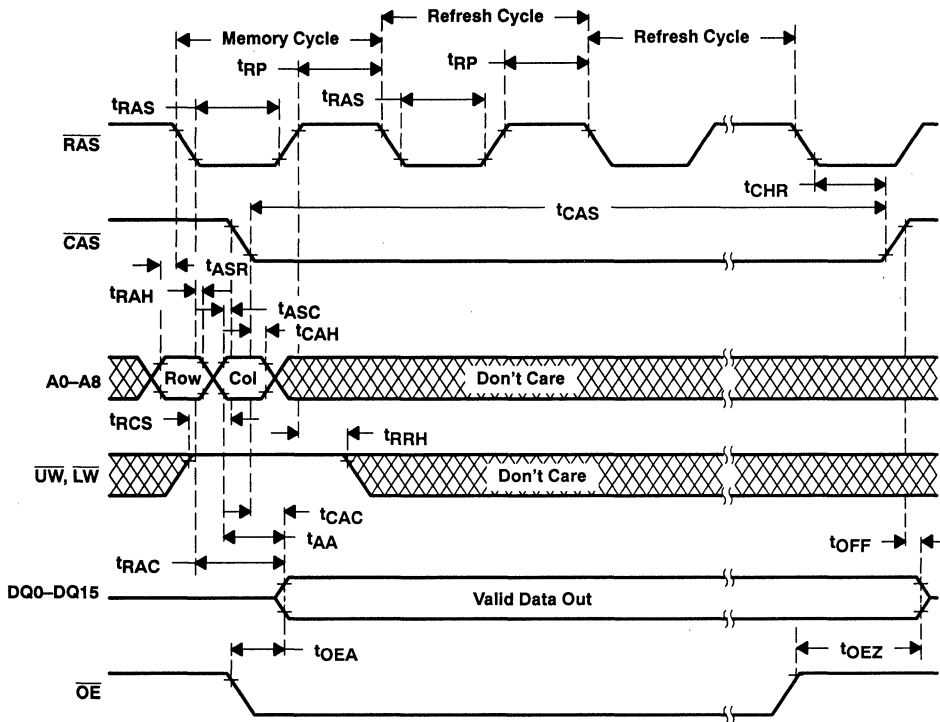 Refresh Cycle
Memory Cycle
Refresh Cycle
tRP
tRP
tRAS
tRAS
RAS
tCHR
tCAS
CAS
tASR
tRAH
tASC
tCAH
A0–A8
Row
Col
Don't Care
tRCS
tRRH
UW, LW
Don't Care
tCAC
tAA
tOFF
tRAC
DQ0–DQ15
Valid Data Out
tOEA
tOEZ
OE